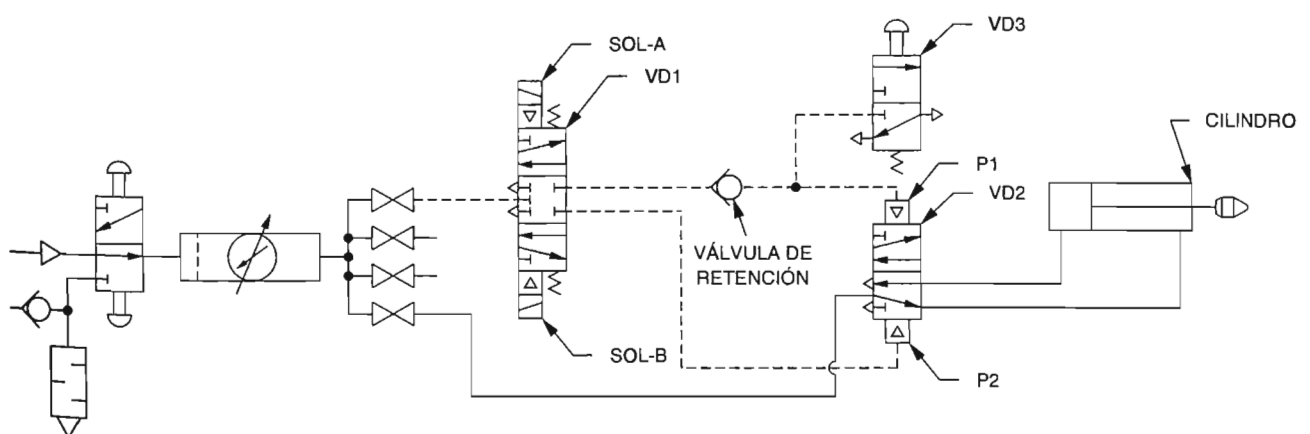 SOL-A
VD1
VD3
CILINDRO
P1
VD2
VÁLVULA DE
RETENCIÓN
SOL-B
P2